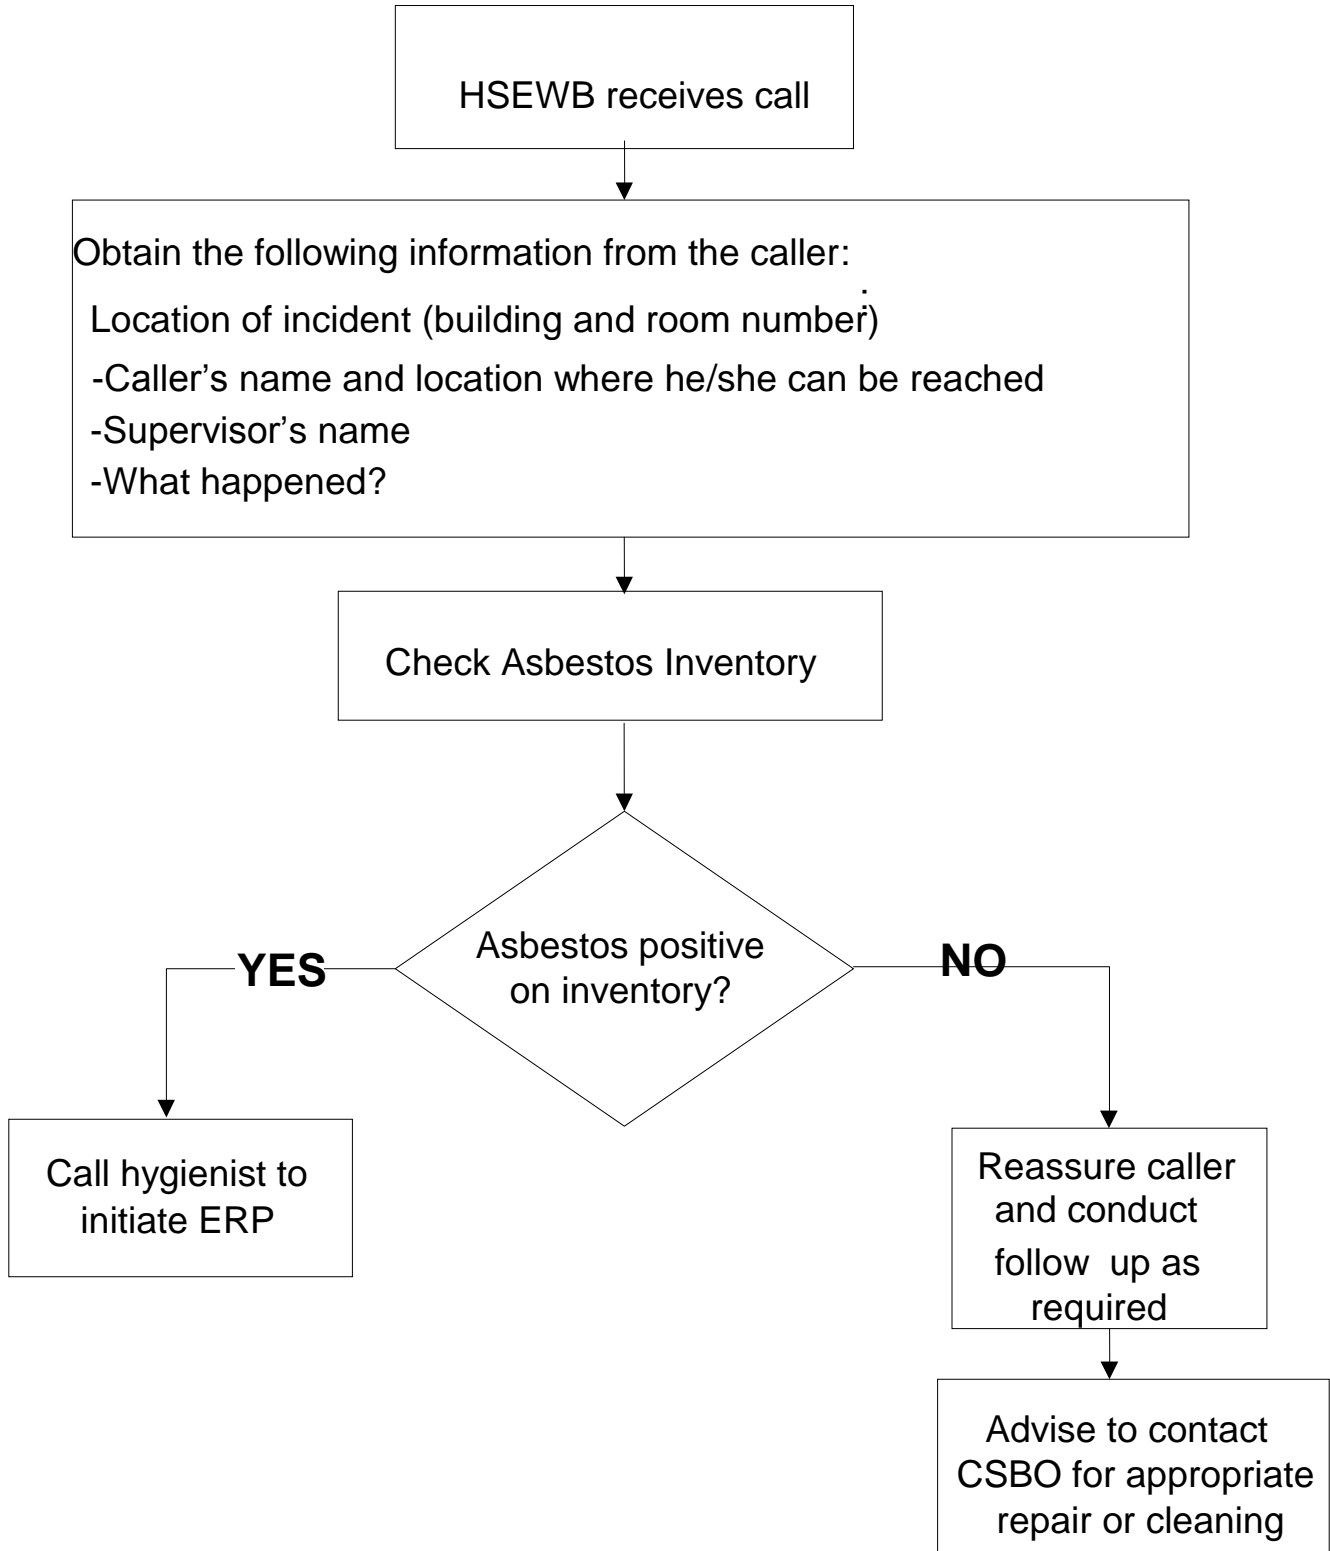 HSEWB receives call
Obtain the following information from the caller:
Location of incident (building and room number)
-Caller’s name and location where he/she can be reached
-Supervisor’s name
-What happened?
Check Asbestos Inventory
Asbestos positive
on inventory?
YES
NO
Call hygienist to
initiate ERP
Reassure caller
and conduct
follow  up as
required
Advise to contact
CSBO for appropriate
repair or cleaning